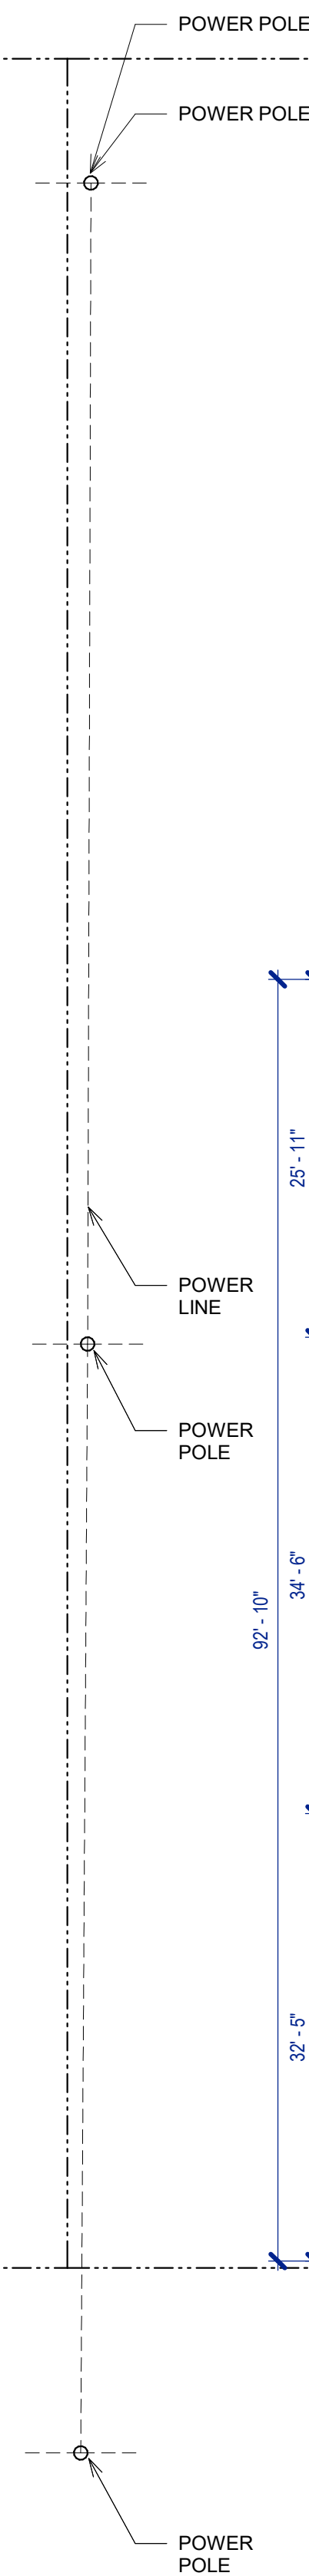 POWER POLE
POWER POLE
25' - 11"
POWER
LINE
POWER
POLE
34' - 6"
92' - 10"
32' - 5"
POWER
POLE